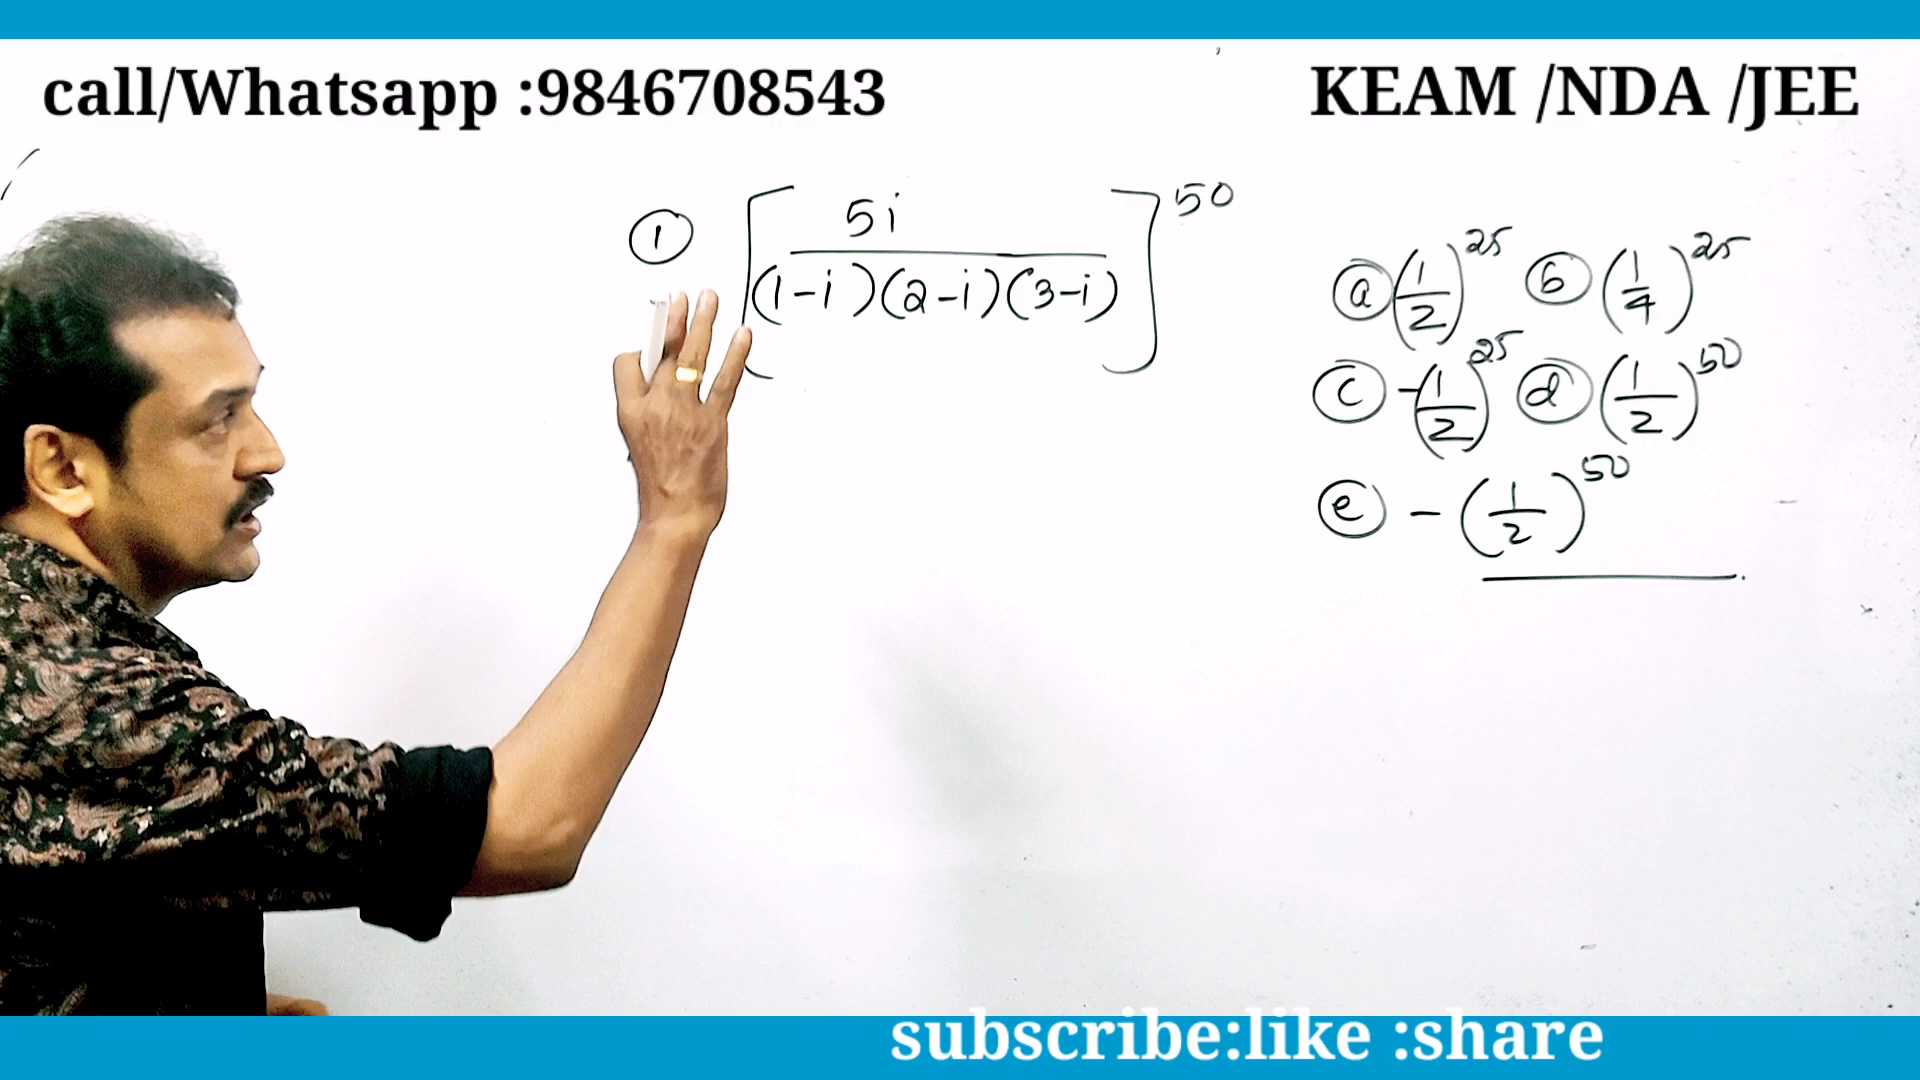 call/Whatsapp :9846708543
KEAM /NDA /JEE
① [5i / (1-i)(2-i)(3-i)]^50
ⓐ (1/2)^25 ⓑ (1/4)^25
ⓒ -(1/2)^25 ⓓ (1/2)^50
ⓔ -(1/2)^50
subscribe:like :share